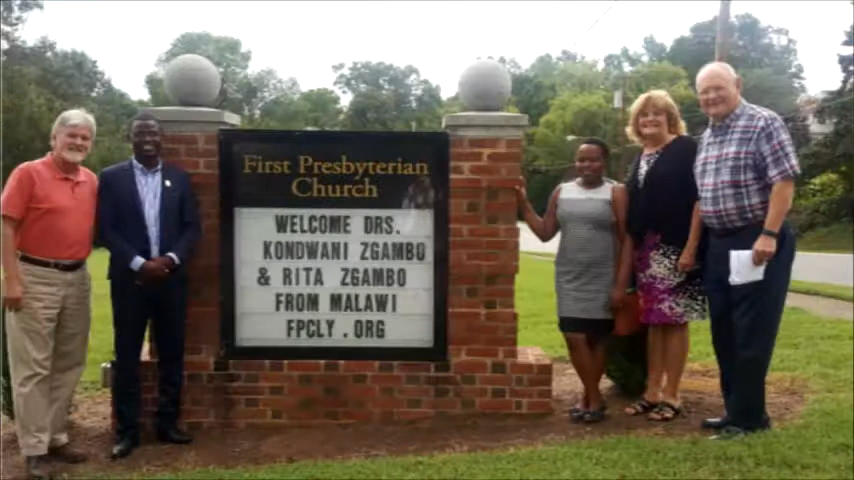 First Presbyterian
Church
WELCOME DRS.
KONDWANI ZGAMBO
& RITA ZGAMBO
FROM MALAWI
FPCLY.ORG